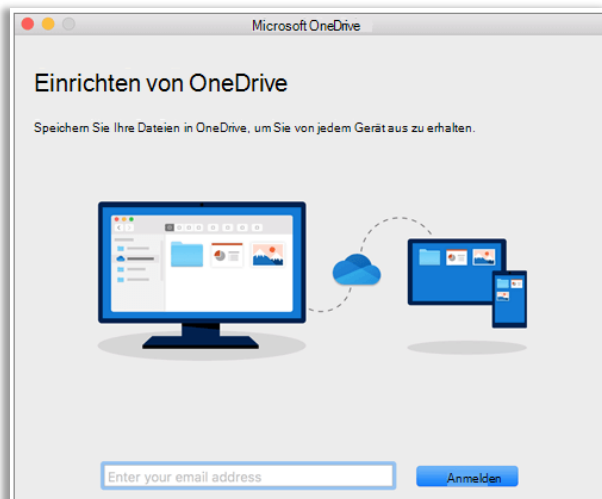 Microsoft OneDrive
Einrichten von OneDrive
Speichern Sie Ihre Dateien in OneDrive, um Sie von jedem Gerät aus zu erhalten.
Enter your email address
Anmelden